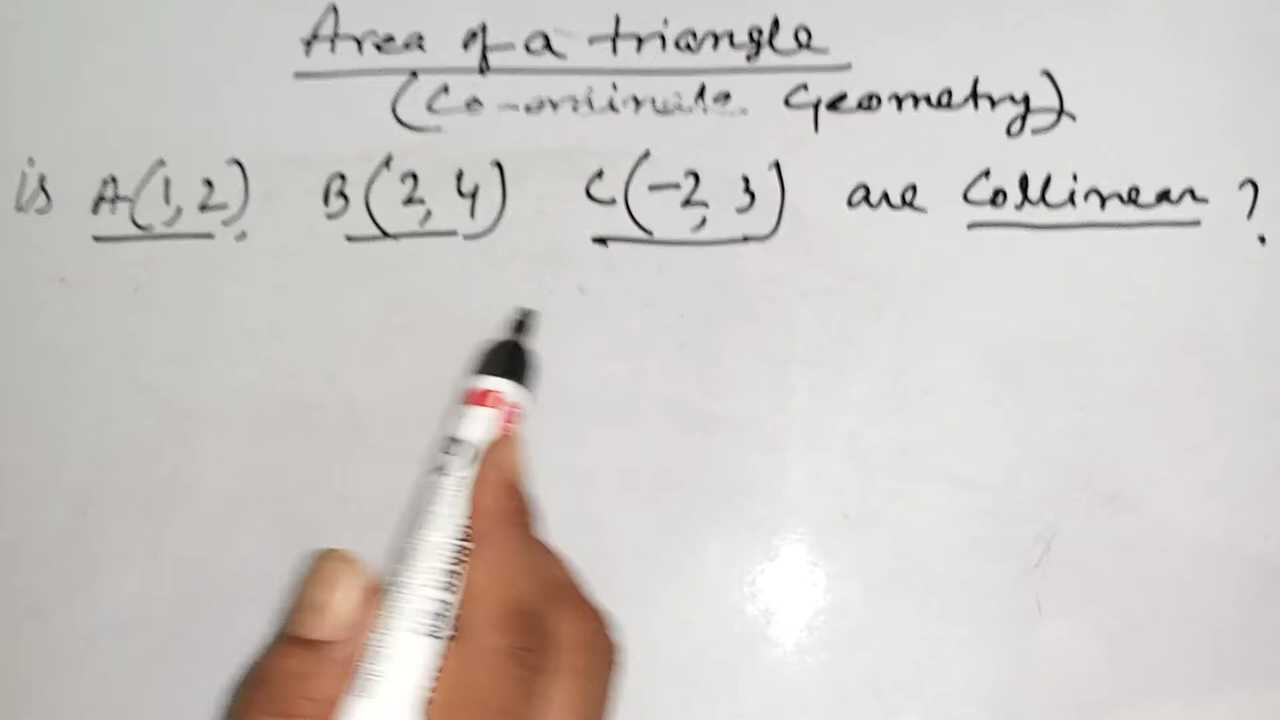 Area of a triangle
(Co-ordinate Geometry)
is A(1,2) B(2,4) C(-2,3) are Collinear ?